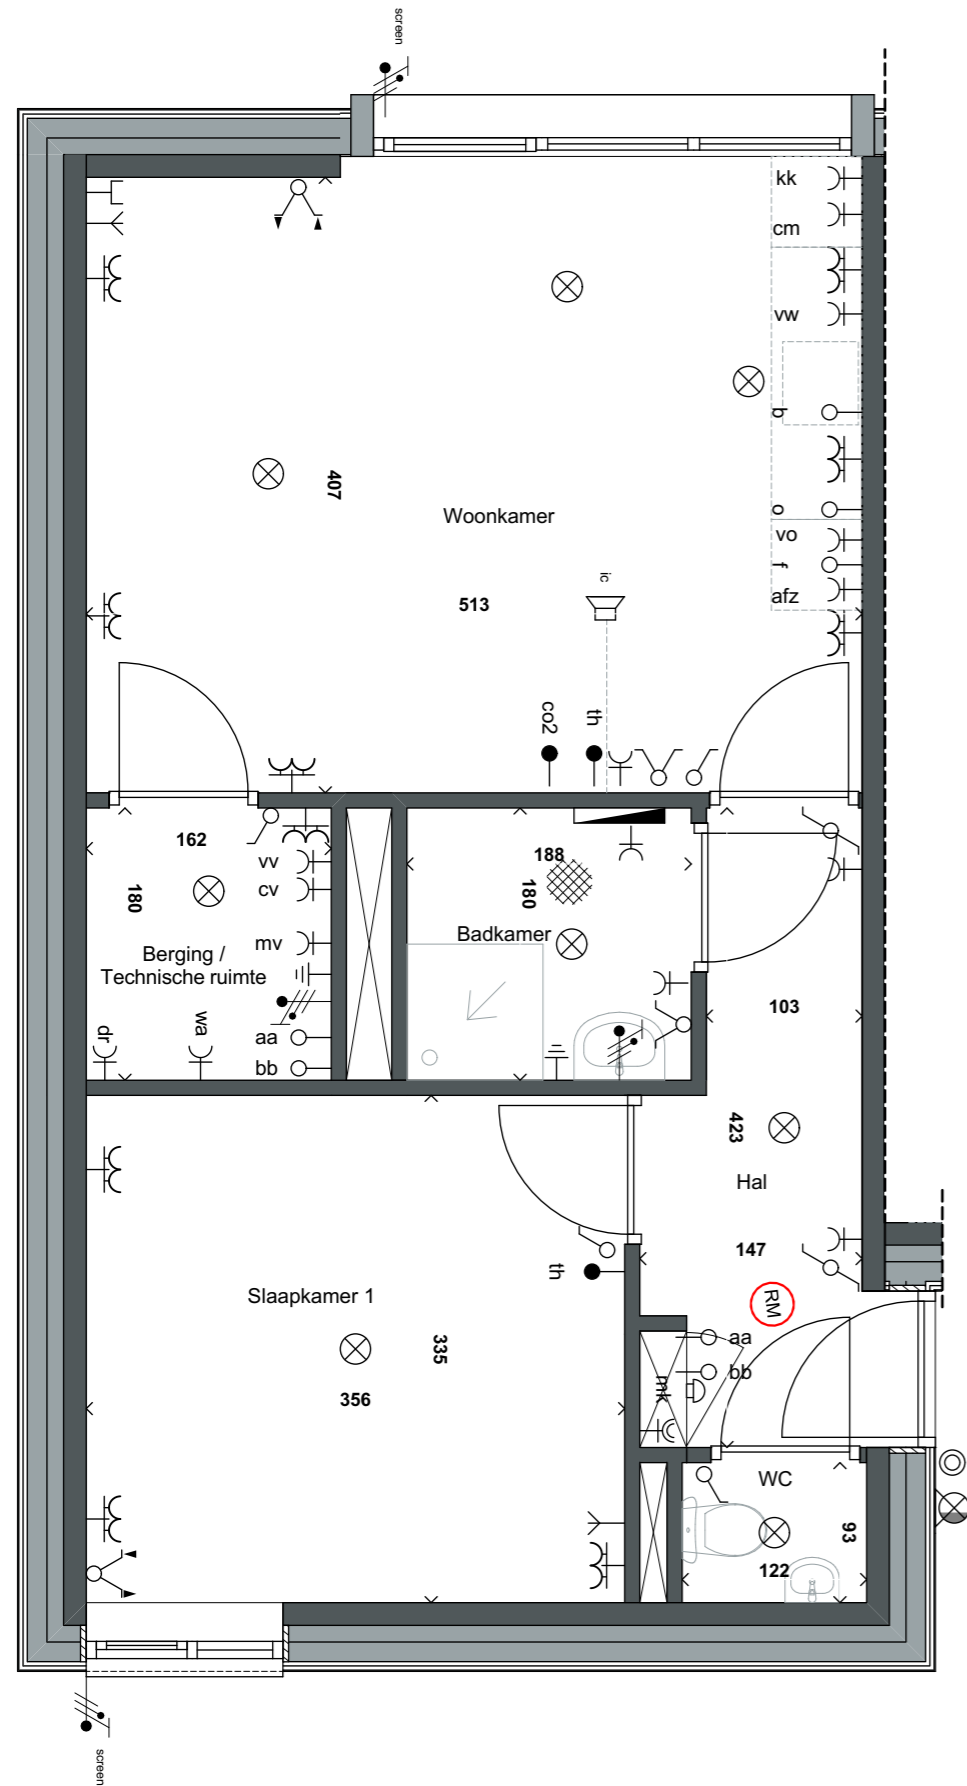 screen
kk
cm
vw
b
407
Woonkamer
o
vo
f
ic
afz
513
co2
th
162
188
vv
180
180
cv
Badkamer
mv
Berging /
Technische ruimte
103
dr
wa
aa
bb
423
Hal
147
th
Slaapkamer 1
RM
aa
335
bb
mk
356
WC
93
122
screen